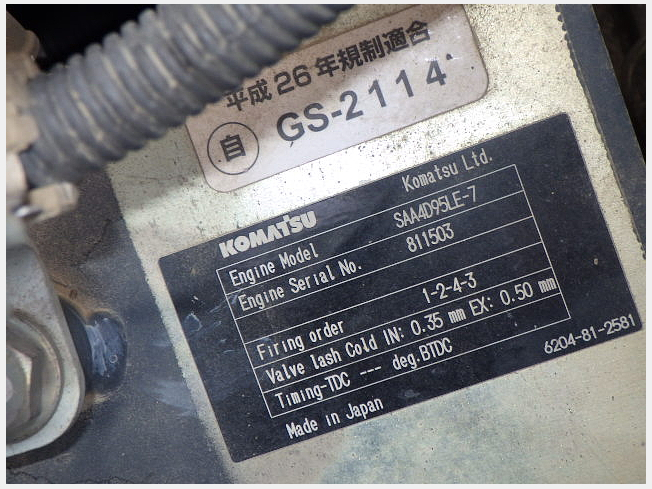 平成26年規制適合
自 GS-2114
KOMATSU Komatsu Ltd.
Engine Model SAA4D95LE-7
Engine Serial No. 811503
Firing order 1-2-4-3
Valve lash Cold IN: 0.35 mm EX: 0.50 mm
Timing-TDC --- deg.BTDC
Made in Japan 6204-81-2581